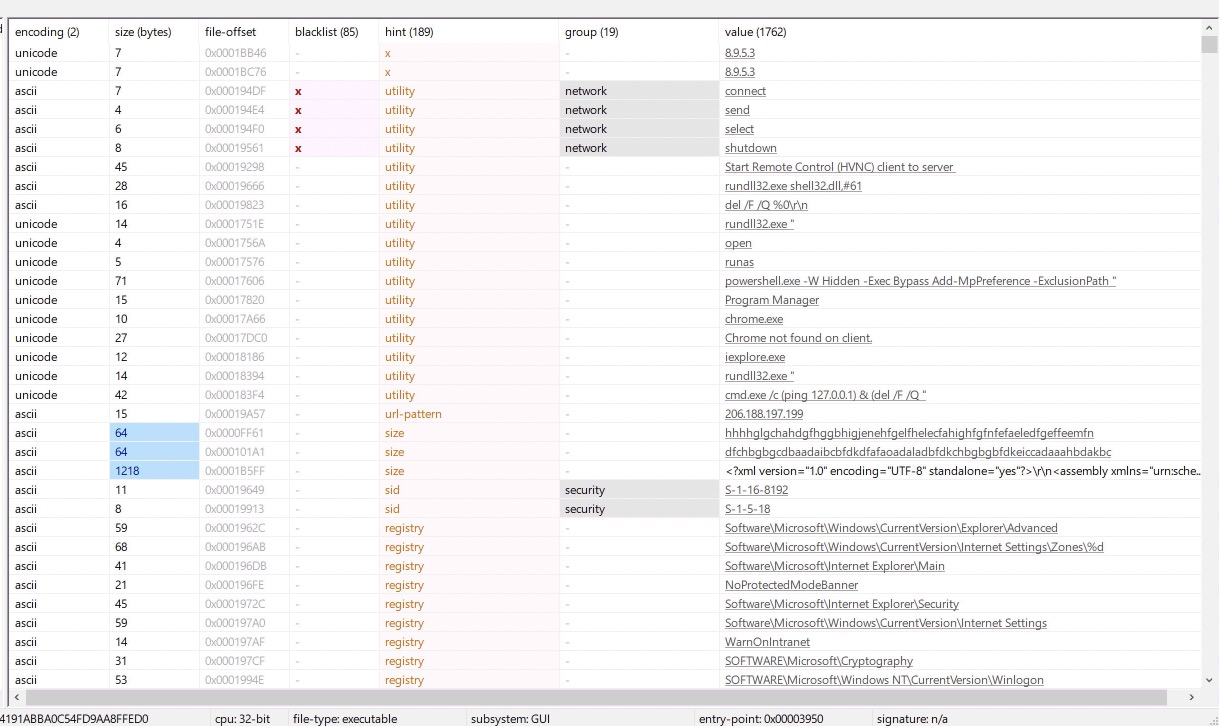 encoding (2) size (bytes) file-offset blacklist (85) hint (189) group (19) value (1762)
unicode 7 0x0001BB46 - x - 8.9.5.3
unicode 7 0x0001BC76 - x - 8.9.5.3
ascii 7 0x000194DF x utility network connect
ascii 4 0x000194E4 x utility network send
ascii 6 0x000194F0 x utility network select
ascii 8 0x00019561 x utility network shutdown
ascii 45 0x00019298 - utility - Start Remote Control (HVNC) client to server
ascii 28 0x00019666 - utility - rundll32.exe shell32.dll,#61
ascii 16 0x00019823 - utility - del /F /Q %0\r\n
unicode 14 0x0001751E - utility - rundll32.exe "
unicode 4 0x0001756A - utility - open
unicode 5 0x00017576 - utility - runas
unicode 71 0x00017606 - utility - powershell.exe -W Hidden -Exec Bypass Add-MpPreference -ExclusionPath "
unicode 15 0x00017820 - utility - Program Manager
unicode 10 0x00017A66 - utility - chrome.exe
unicode 27 0x00017DC0 - utility - Chrome not found on client.
unicode 12 0x00018186 - utility - iexplore.exe
unicode 14 0x00018394 - utility - rundll32.exe "
unicode 42 0x000183F4 - utility - cmd.exe /c (ping 127.0.0.1) & (del /F /Q "
ascii 15 0x00019A57 - url-pattern - 206.188.197.199
ascii 64 0x0000FF61 - size - hhhhglgchahdgfhggbhigjenehfgelfhelecfahighfgfnfefaeledfgeffeemfn
ascii 64 0x000101A1 - size - dfchbgbgcdbaadaibcbfdkdfafaoadaladbfdkchbgbgbfdkeiccadaaahbdakbc
ascii 1218 0x0001B5FF - size - <?xml version="1.0" encoding="UTF-8" standalone="yes"?>\r\n<assembly xmlns="urn:sche...
ascii 11 0x00019649 - sid security S-1-16-8192
ascii 8 0x00019913 - sid security S-1-5-18
ascii 59 0x0001962C - registry - Software\Microsoft\Windows\CurrentVersion\Explorer\Advanced
ascii 68 0x000196AB - registry - Software\Microsoft\Windows\CurrentVersion\Internet Settings\Zones\%d
ascii 41 0x000196DB - registry - Software\Microsoft\Internet Explorer\Main
ascii 21 0x000196FE - registry - NoProtectedModeBanner
ascii 45 0x0001972C - registry - Software\Microsoft\Internet Explorer\Security
ascii 59 0x000197A0 - registry - Software\Microsoft\Windows\CurrentVersion\Internet Settings
ascii 14 0x000197AF - registry - WarnOnIntranet
ascii 31 0x000197CF - registry - SOFTWARE\Microsoft\Cryptography
ascii 53 0x0001994E - registry - SOFTWARE\Microsoft\Windows NT\CurrentVersion\Winlogon
4191ABBA0C54FD9AA8FFED0 cpu: 32-bit file-type: executable subsystem: GUI entry-point: 0x00003950 signature: n/a